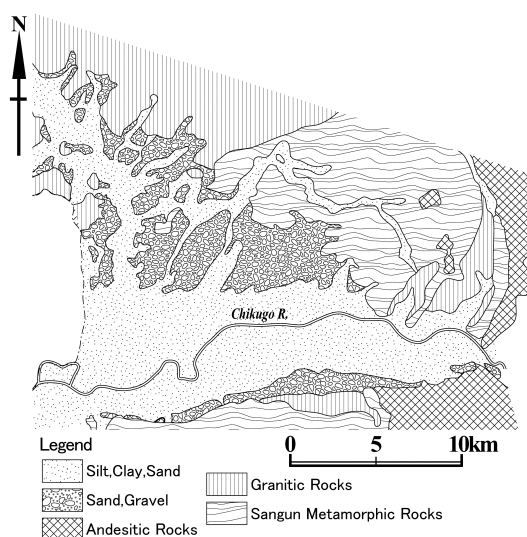 N
Chikugo R.
Legend
Silt,Clay,Sand
Sand,Gravel
Andesitic Rocks
Granitic Rocks
Sangun Metamorphic Rocks
0 5 10km